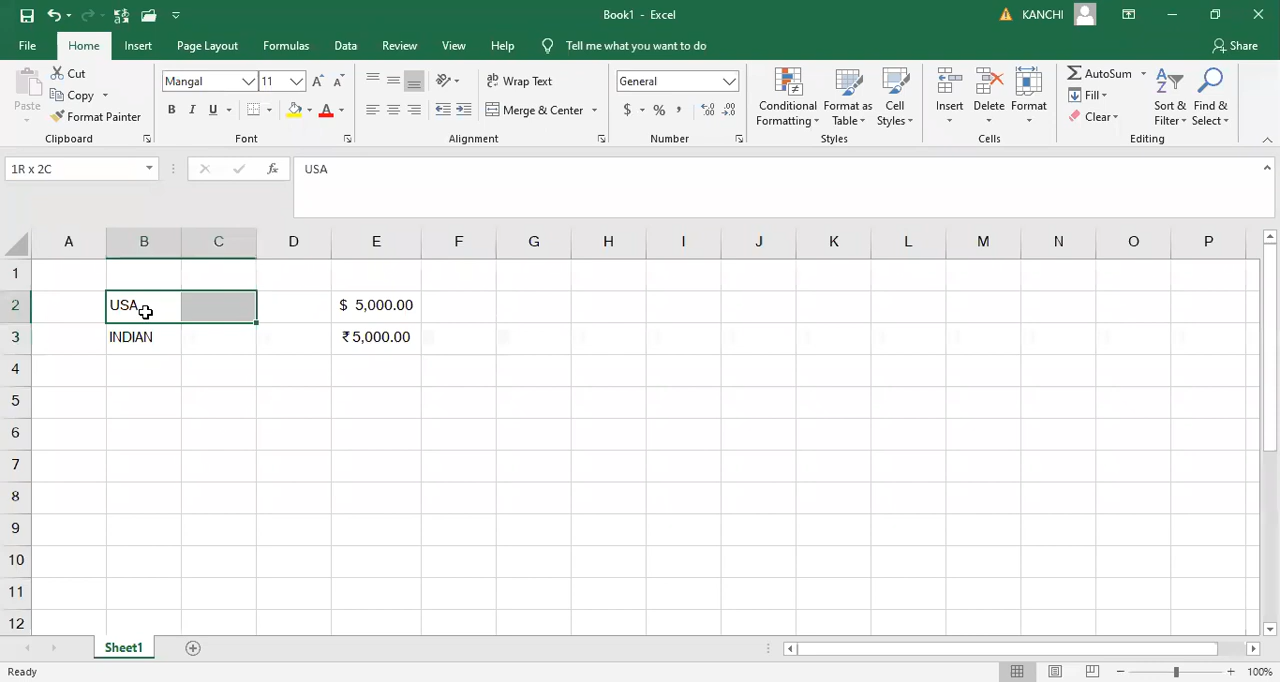 Book1 - Excel
KANCHI
File Home Insert Page Layout Formulas Data Review View Help Tell me what you want to do Share
Paste
Cut
Copy
Format Painter
Clipboard
Mangal 11
B I U
Font
Wrap Text
Merge & Center
Alignment
General
$ % ,
Number
Conditional Formatting
Format as Table
Cell Styles
Styles
Insert
Delete
Format
Cells
AutoSum
Fill
Clear
Sort & Filter
Find & Select
Editing
1R x 2C
fx
USA
A B C D E F G H I J K L M N O P
1
2 USA $ 5,000.00
3 INDIAN ₹5,000.00
4
5
6
7
8
9
10
11
12
Sheet1
Ready
100%